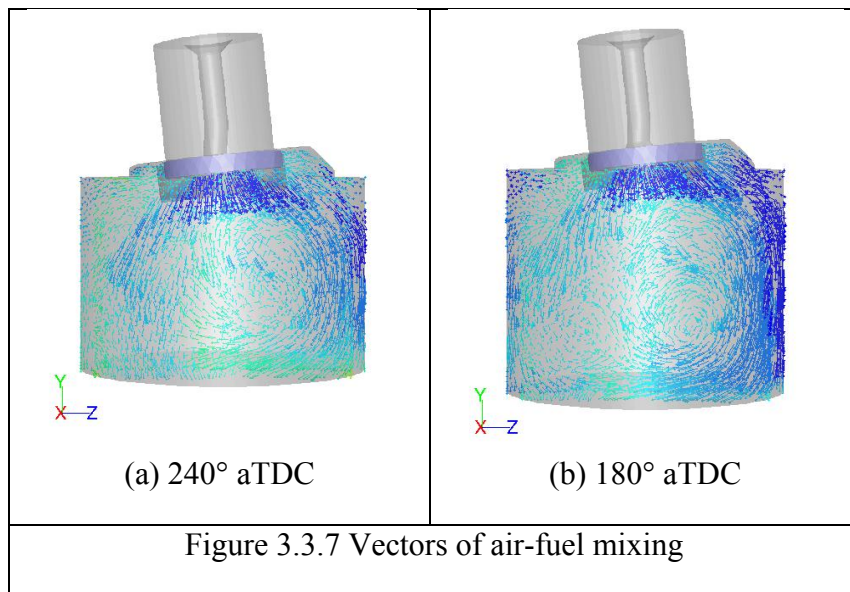 Y
X Z
(a) 240° aTDC
Y
X Z
(b) 180° aTDC
Figure 3.3.7 Vectors of air-fuel mixing